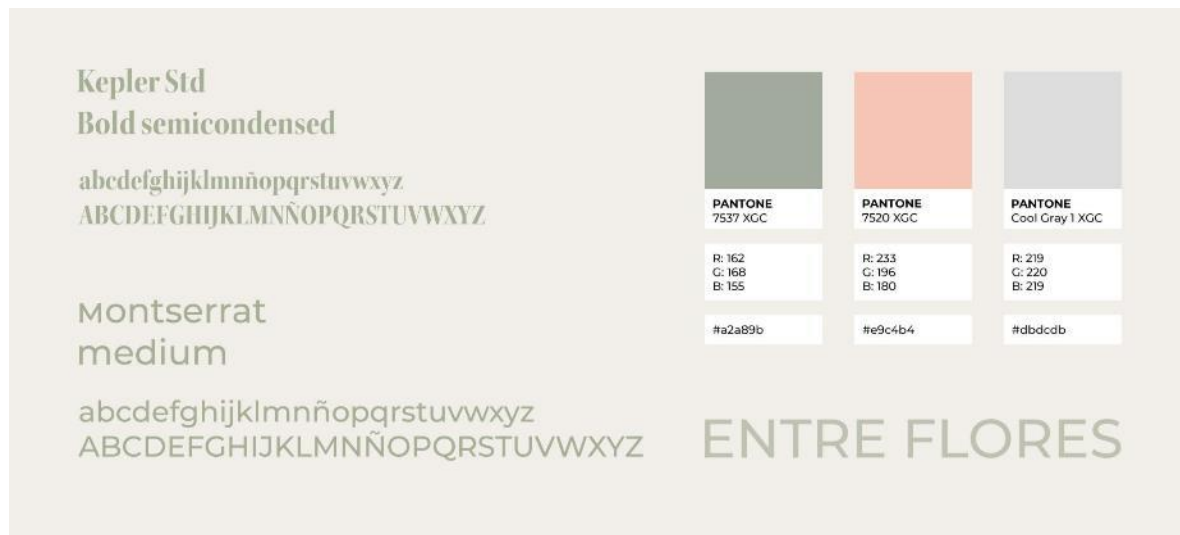 Kepler Std
Bold semicondensed
abcdefghijklmnñopqrstuvwxyz
ABCDEFGHIJKLMNÑOPQRSTUVWXYZ
Montserrat
medium
abcdefghijklmnñopqrstuvwxyz
ABCDEFGHIJKLMNÑOPQRSTUVWXYZ
PANTONE
7537 XGC
R: 162
G: 168
B: 155
#a2a89b
PANTONE
7520 XGC
R: 233
G: 196
B: 180
#e9c4b4
PANTONE
Cool Gray 1 XGC
R: 219
G: 220
B: 219
#dbdcdb
ENTRE FLORES